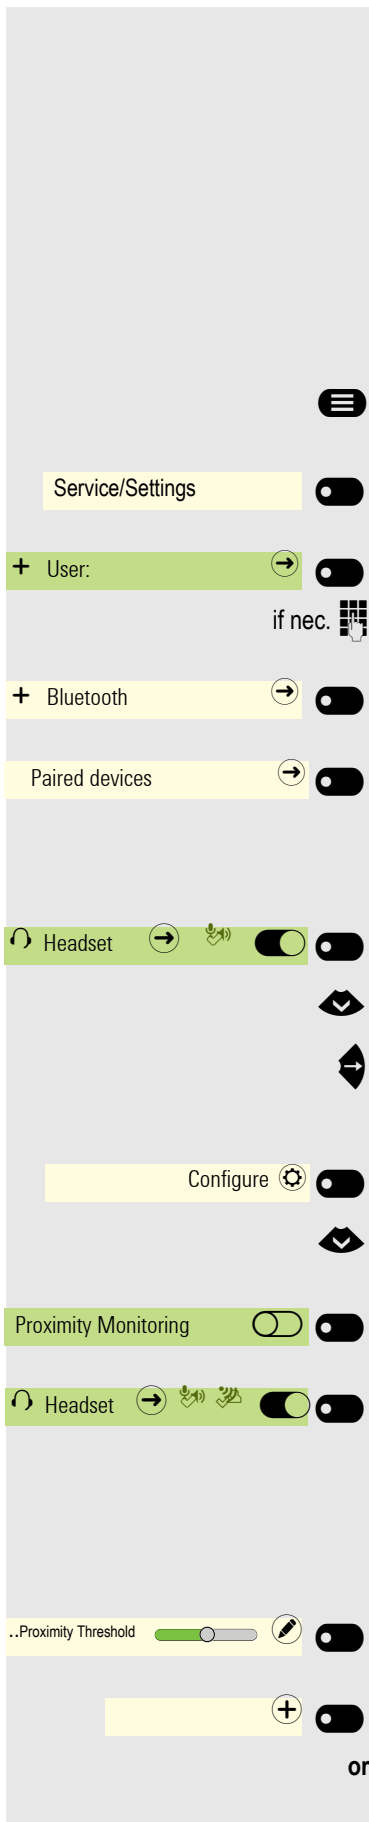 Service/Settings
+ User:
if nec.
+ Bluetooth
Paired devices
Headset
Configure
Proximity Monitoring
Headset
..Proximity Threshold
or